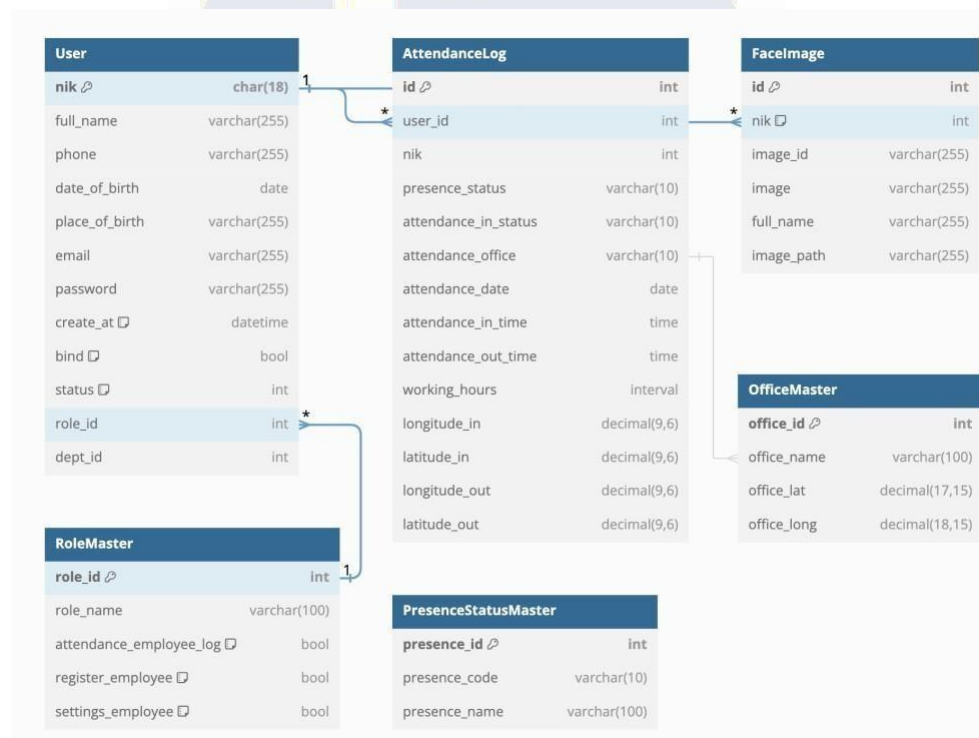 User
nik char(18)
full_name varchar(255)
phone varchar(255)
date_of_birth date
place_of_birth varchar(255)
email varchar(255)
password varchar(255)
create_at datetime
bind bool
status int
role_id int
dept_id int
1
*
*
1
AttendanceLog
id int
user_id int
nik int
presence_status varchar(10)
attendance_in_status varchar(10)
attendance_office varchar(10)
attendance_date date
attendance_in_time time
attendance_out_time time
working_hours interval
longitude_in decimal(9,6)
latitude_in decimal(9,6)
longitude_out decimal(9,6)
latitude_out decimal(9,6)
*
FaceImage
id int
nik int
image_id varchar(255)
image varchar(255)
full_name varchar(255)
image_path varchar(255)
OfficeMaster
office_id int
office_name varchar(100)
office_lat decimal(17,15)
office_long decimal(18,15)
RoleMaster
role_id int
role_name varchar(100)
attendance_employee_log bool
register_employee bool
settings_employee bool
PresenceStatusMaster
presence_id int
presence_code varchar(10)
presence_name varchar(100)